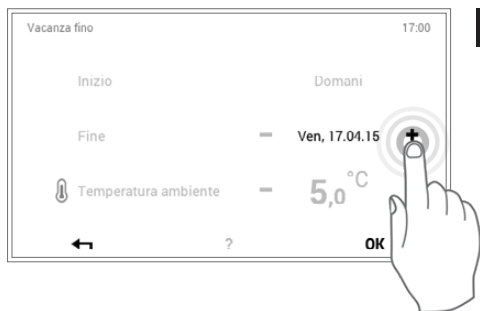 Vacanza fino 17:00
Inizio Domani
Fine − Ven, 17.04.15 +
Temperatura ambiente − 5,0 °C
? OK